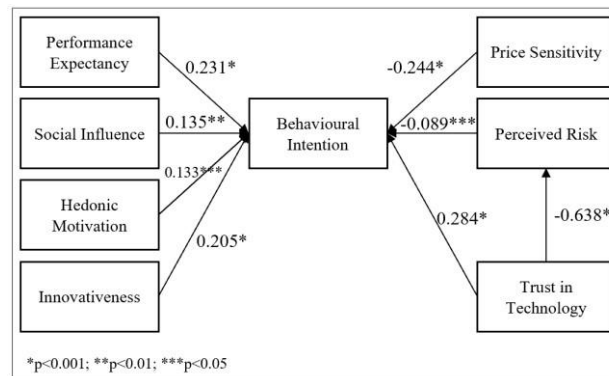 Performance
Expectancy
0.231*
-0.244*
Price Sensitivity
Social Influence
0.135**
Behavioural
Intention
-0.089***
Perceived Risk
0.133***
Hedonic
Motivation
0.205*
0.284*
-0.638*
Innovativeness
Trust in
Technology
*p<0.001; **p<0.01; ***p<0.05